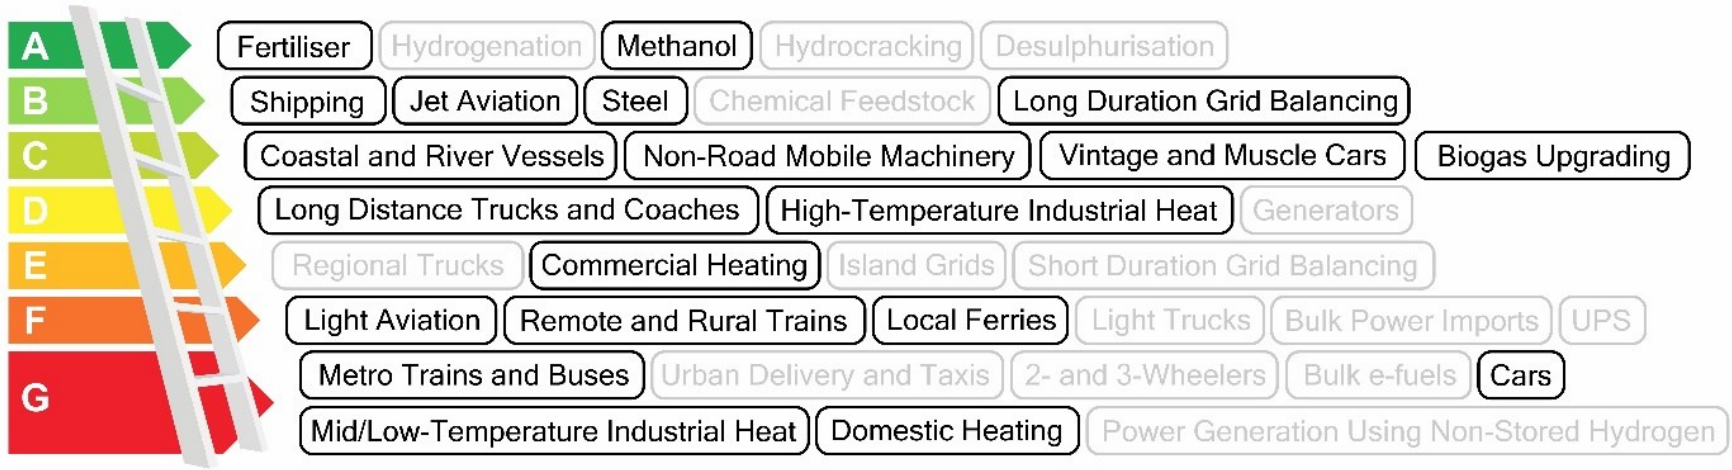 A Fertiliser Hydrogenation Methanol Hydrocracking Desulphurisation
B Shipping Jet Aviation Steel Chemical Feedstock Long Duration Grid Balancing
C Coastal and River Vessels Non-Road Mobile Machinery Vintage and Muscle Cars Biogas Upgrading
D Long Distance Trucks and Coaches High-Temperature Industrial Heat Generators
E Regional Trucks Commercial Heating Island Grids Short Duration Grid Balancing
F Light Aviation Remote and Rural Trains Local Ferries Light Trucks Bulk Power Imports UPS
G Metro Trains and Buses Urban Delivery and Taxis 2- and 3-Wheelers Bulk e-fuels Cars
Mid/Low-Temperature Industrial Heat Domestic Heating Power Generation Using Non-Stored Hydrogen